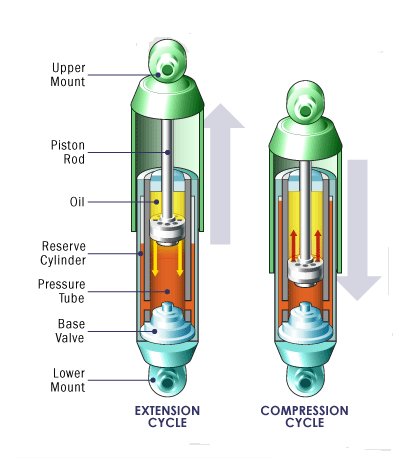 Upper
Mount
Piston
Rod
Oil
Reserve
Cylinder
Pressure
Tube
Base
Valve
Lower
Mount
EXTENSION
CYCLE
COMPRESSION
CYCLE